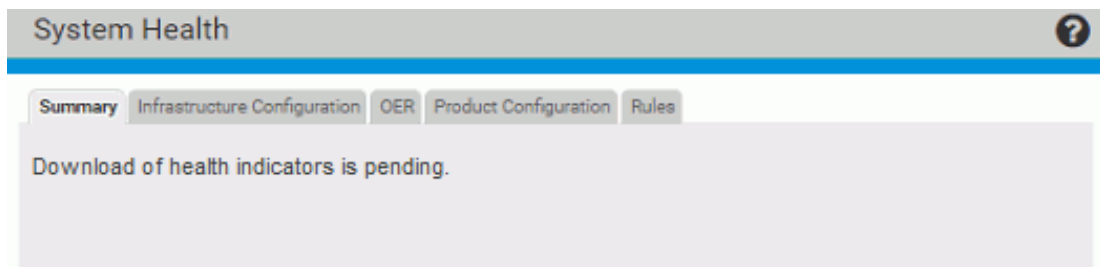 System Health
?
Summary Infrastructure Configuration OER Product Configuration Rules
Download of health indicators is pending.